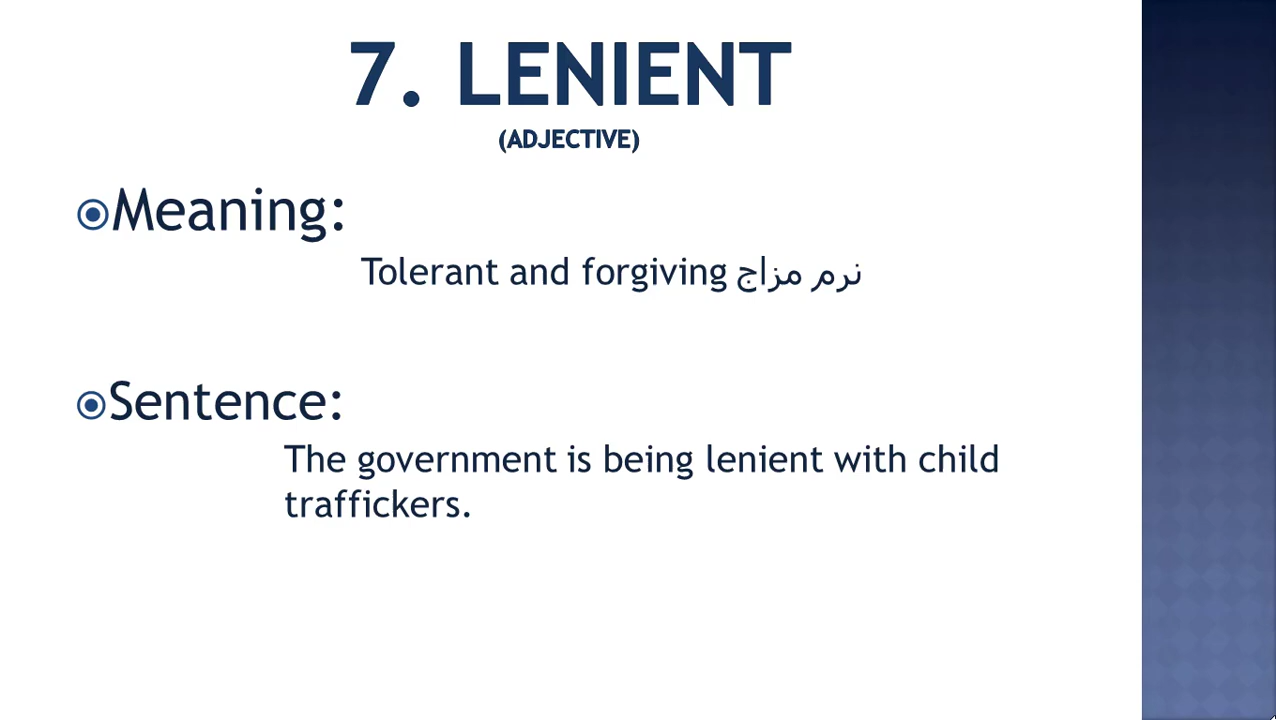 7. LENIENT
(ADJECTIVE)
Meaning:
Tolerant and forgiving نرم مزاج
Sentence:
The government is being lenient with child
traffickers.